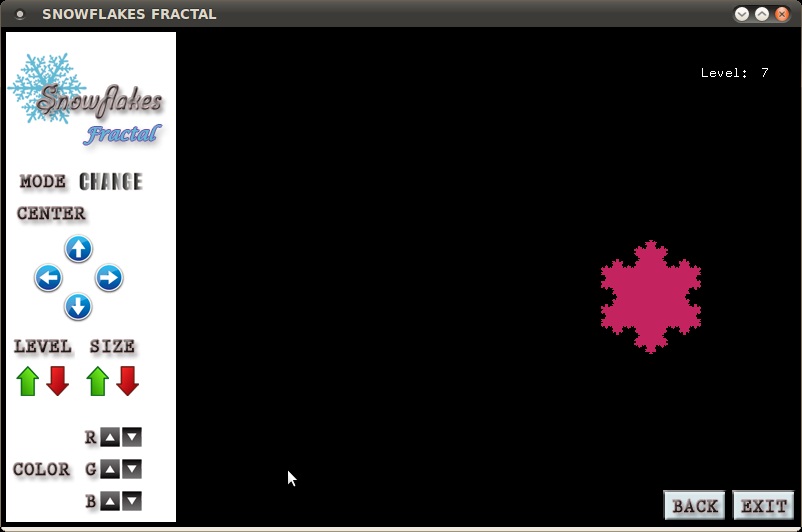 SNOWFLAKES FRACTAL
Level: 7
Snowflakes
Fractal
MODE CHANGE
CENTER
LEVEL SIZE
R
COLOR G
B
BACK EXIT